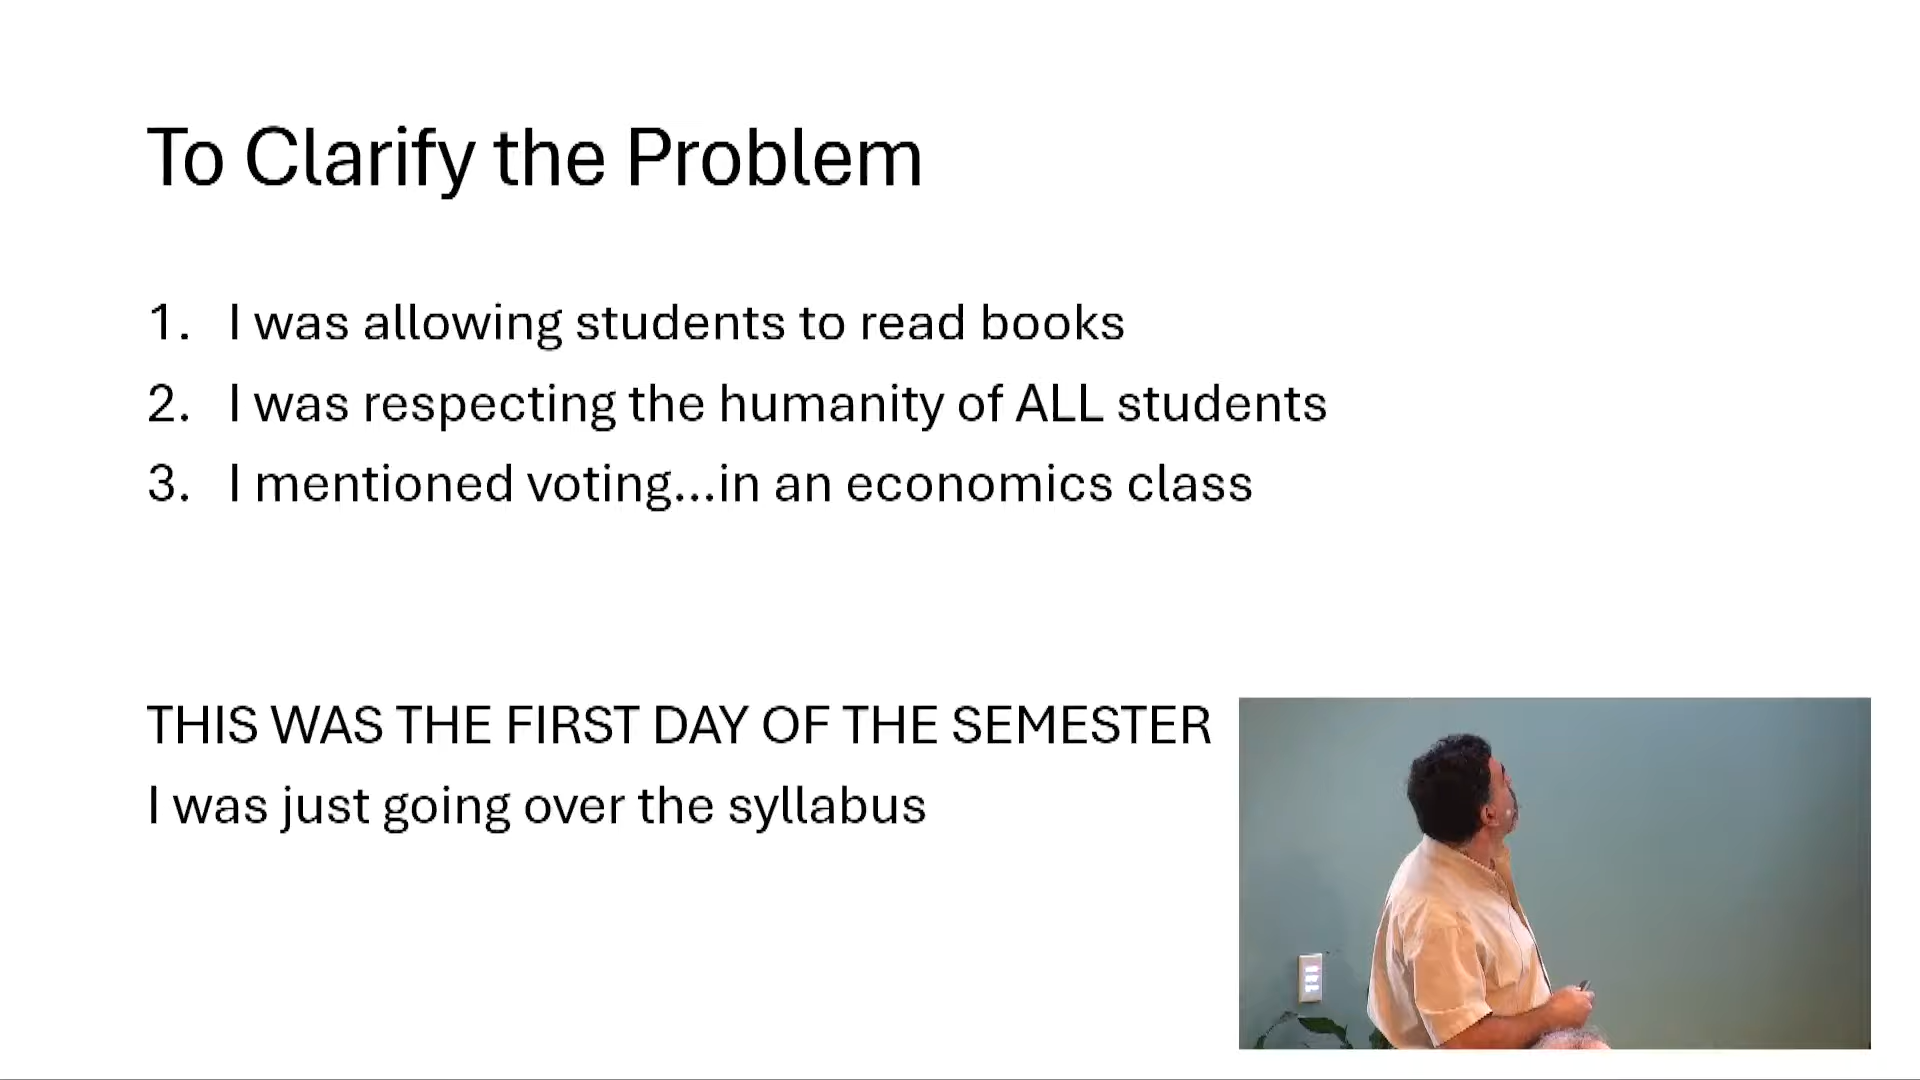 To Clarify the Problem
1. I was allowing students to read books
2. I was respecting the humanity of ALL students
3. I mentioned voting...in an economics class
THIS WAS THE FIRST DAY OF THE SEMESTER
I was just going over the syllabus